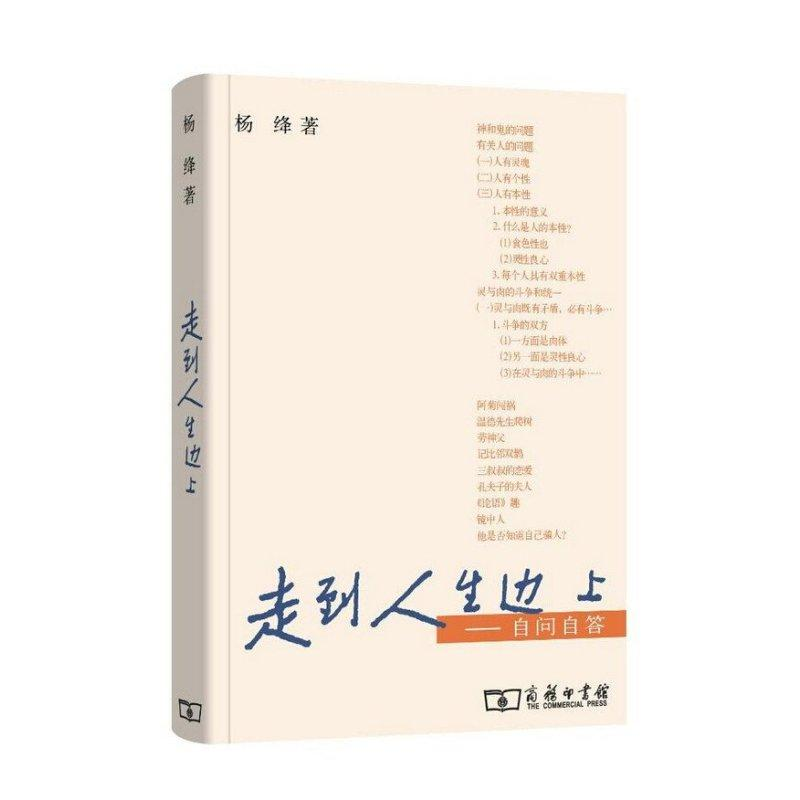 杨绛著
走到人生边上
杨 绛 著
神和鬼的问题
有关人的问题
(一)人有灵魂
(二)人有个性
(三)人有本性
1. 本性的意义
2. 什么是人的本性?
(1)食色性也
(2)灵性良心
3. 每个人具有双重本性
灵与肉的斗争和统一
(一)灵与肉既有矛盾,必有斗争…
1. 斗争的双方
(1)一方面是肉体
(2)另一面是灵性良心
(3)在灵与肉的斗争中……
阿菊闯祸
温德先生爬树
劳神父
记比邻双鹊
三叔叔的恋爱
孔夫子的夫人
《论语》趣
镜中人
他是否知道自己骗人?
走到人生边上
——自问自答
商務印書館
THE COMMERCIAL PRESS